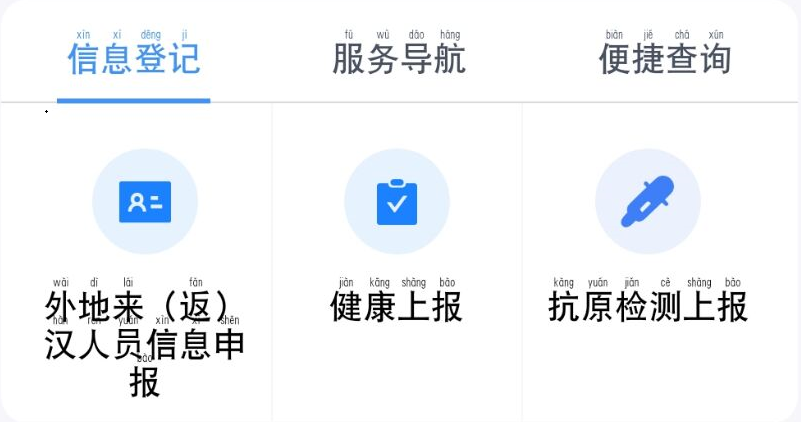 xìn xī dēng jì
信息登记
fú wù dǎo háng
服务导航
biàn jié chá xún
便捷查询
wài dì lái fǎn
外地来（返）
hàn rén yuán xìn xī shēn
汉人员信息申
bào
报
jiàn kāng shàng bào
健康上报
kàng yuán jiǎn cè shàng bào
抗原检测上报